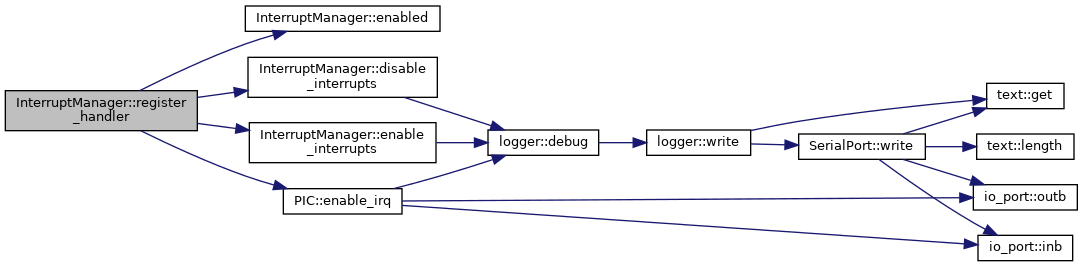 InterruptManager::register
_handler
InterruptManager::enabled
InterruptManager::disable
_interrupts
InterruptManager::enable
_interrupts
PIC::enable_irq
logger::debug
logger::write
SerialPort::write
text::get
text::length
io_port::outb
io_port::inb